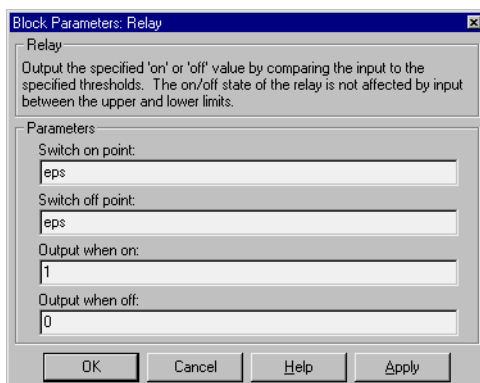 Block Parameters: Relay
Relay
Output the specified 'on' or 'off' value by comparing the input to the
specified thresholds.  The on/off state of the relay is not affected by input
between the upper and lower limits.
Parameters
Switch on point:
eps
Switch off point:
eps
Output when on:
1
Output when off:
0
OK Cancel Help Apply